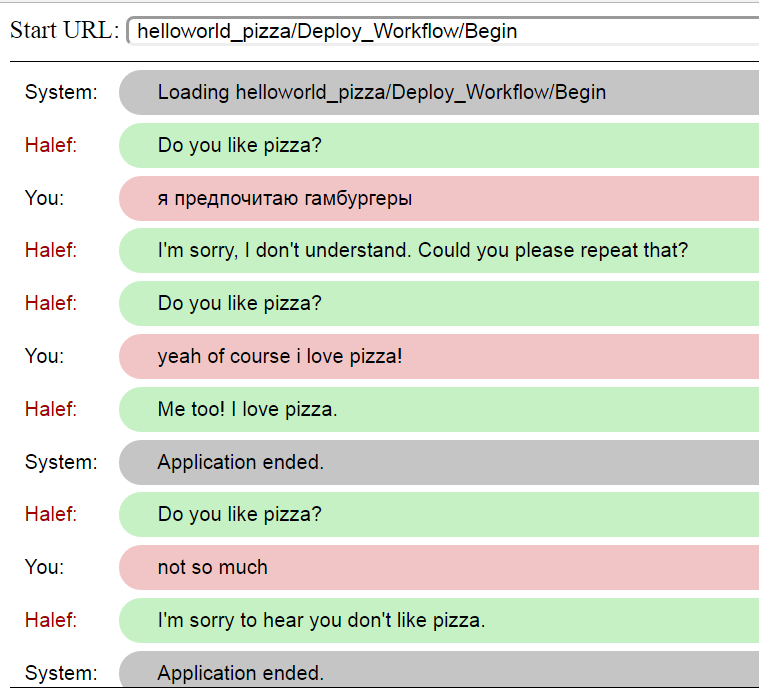 Start URL: helloworld_pizza/Deploy_Workflow/Begin
System: Loading helloworld_pizza/Deploy_Workflow/Begin
Halef: Do you like pizza?
You: я предпочитаю гамбургеры
Halef: I'm sorry, I don't understand. Could you please repeat that?
Halef: Do you like pizza?
You: yeah of course i love pizza!
Halef: Me too! I love pizza.
System: Application ended.
Halef: Do you like pizza?
You: not so much
Halef: I'm sorry to hear you don't like pizza.
System: Application ended.